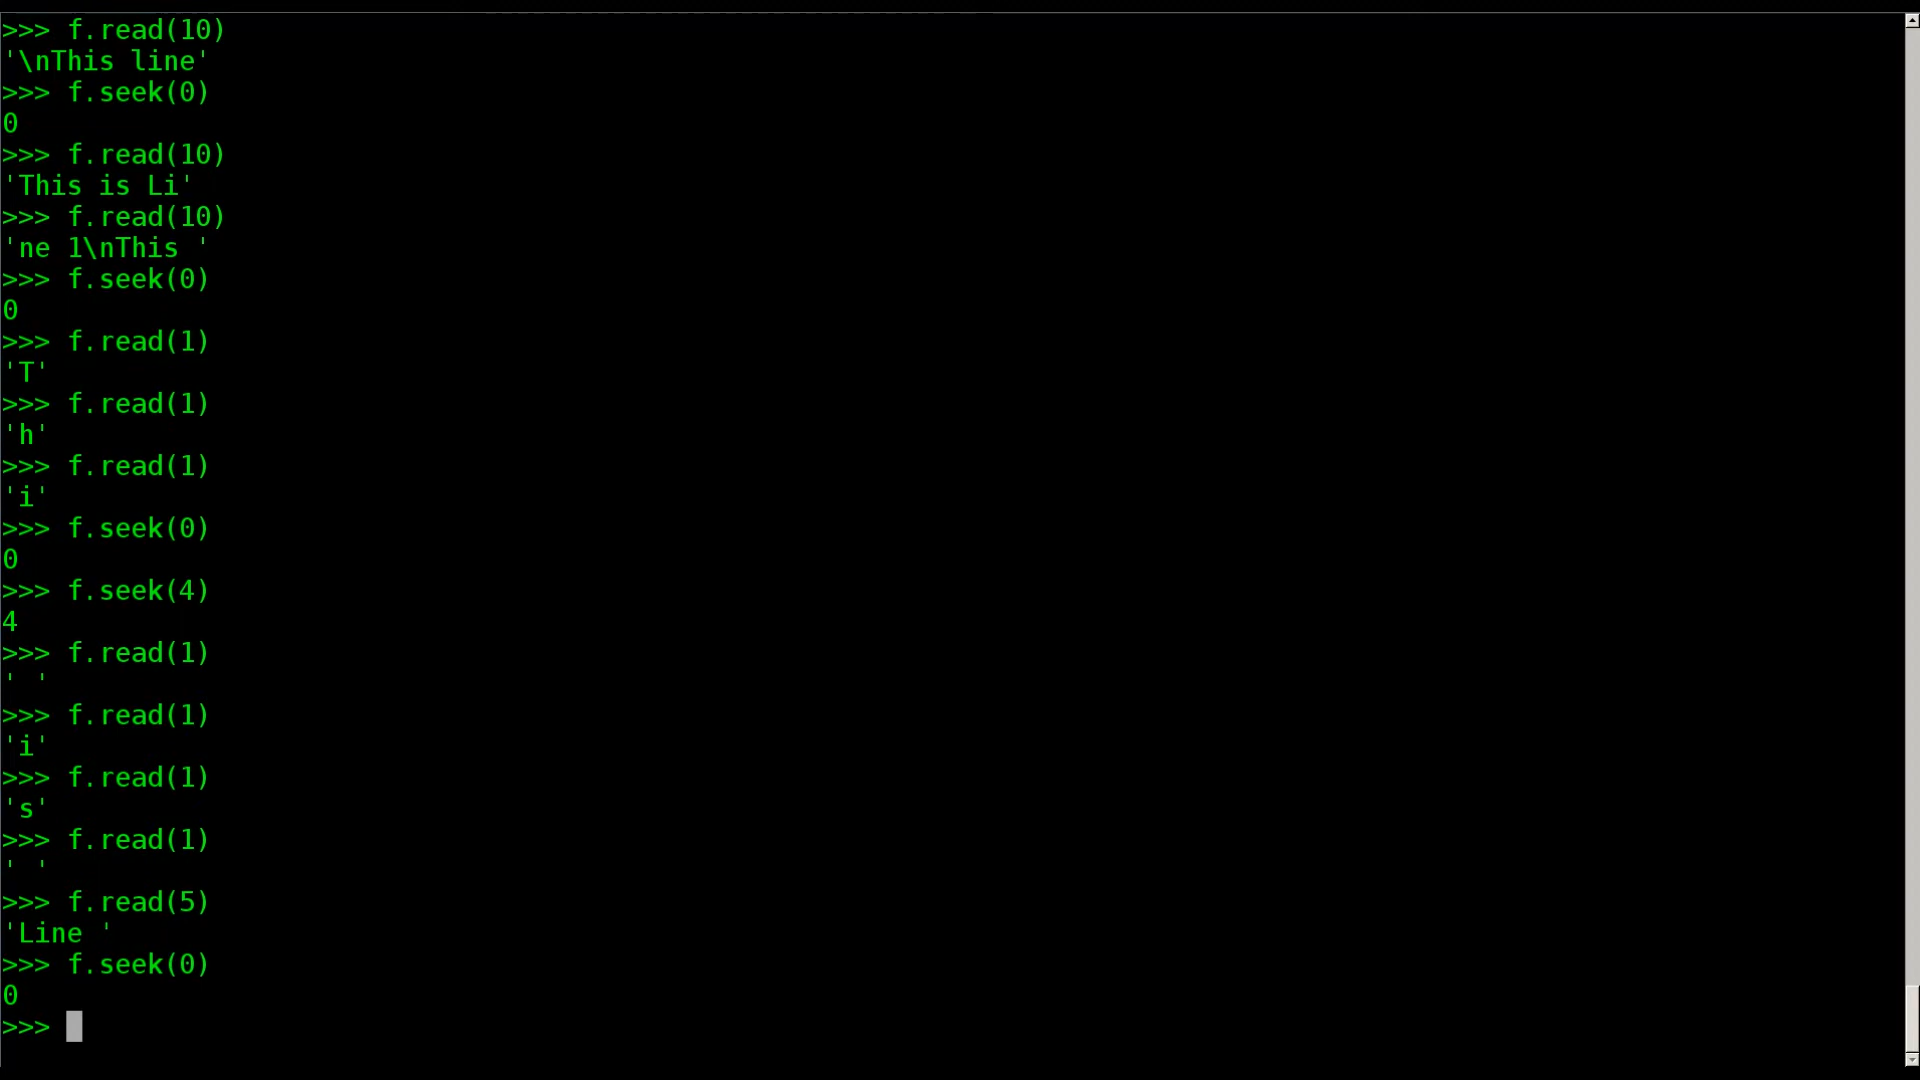 >>> f.read(10)
'\nThis line'
>>> f.seek(0)
0
>>> f.read(10)
'This is Li'
>>> f.read(10)
'ne 1\nThis '
>>> f.seek(0)
0
>>> f.read(1)
'T'
>>> f.read(1)
'h'
>>> f.read(1)
'i'
>>> f.seek(0)
0
>>> f.seek(4)
4
>>> f.read(1)
' '
>>> f.read(1)
'i'
>>> f.read(1)
's'
>>> f.read(1)
' '
>>> f.read(5)
'Line '
>>> f.seek(0)
0
>>>